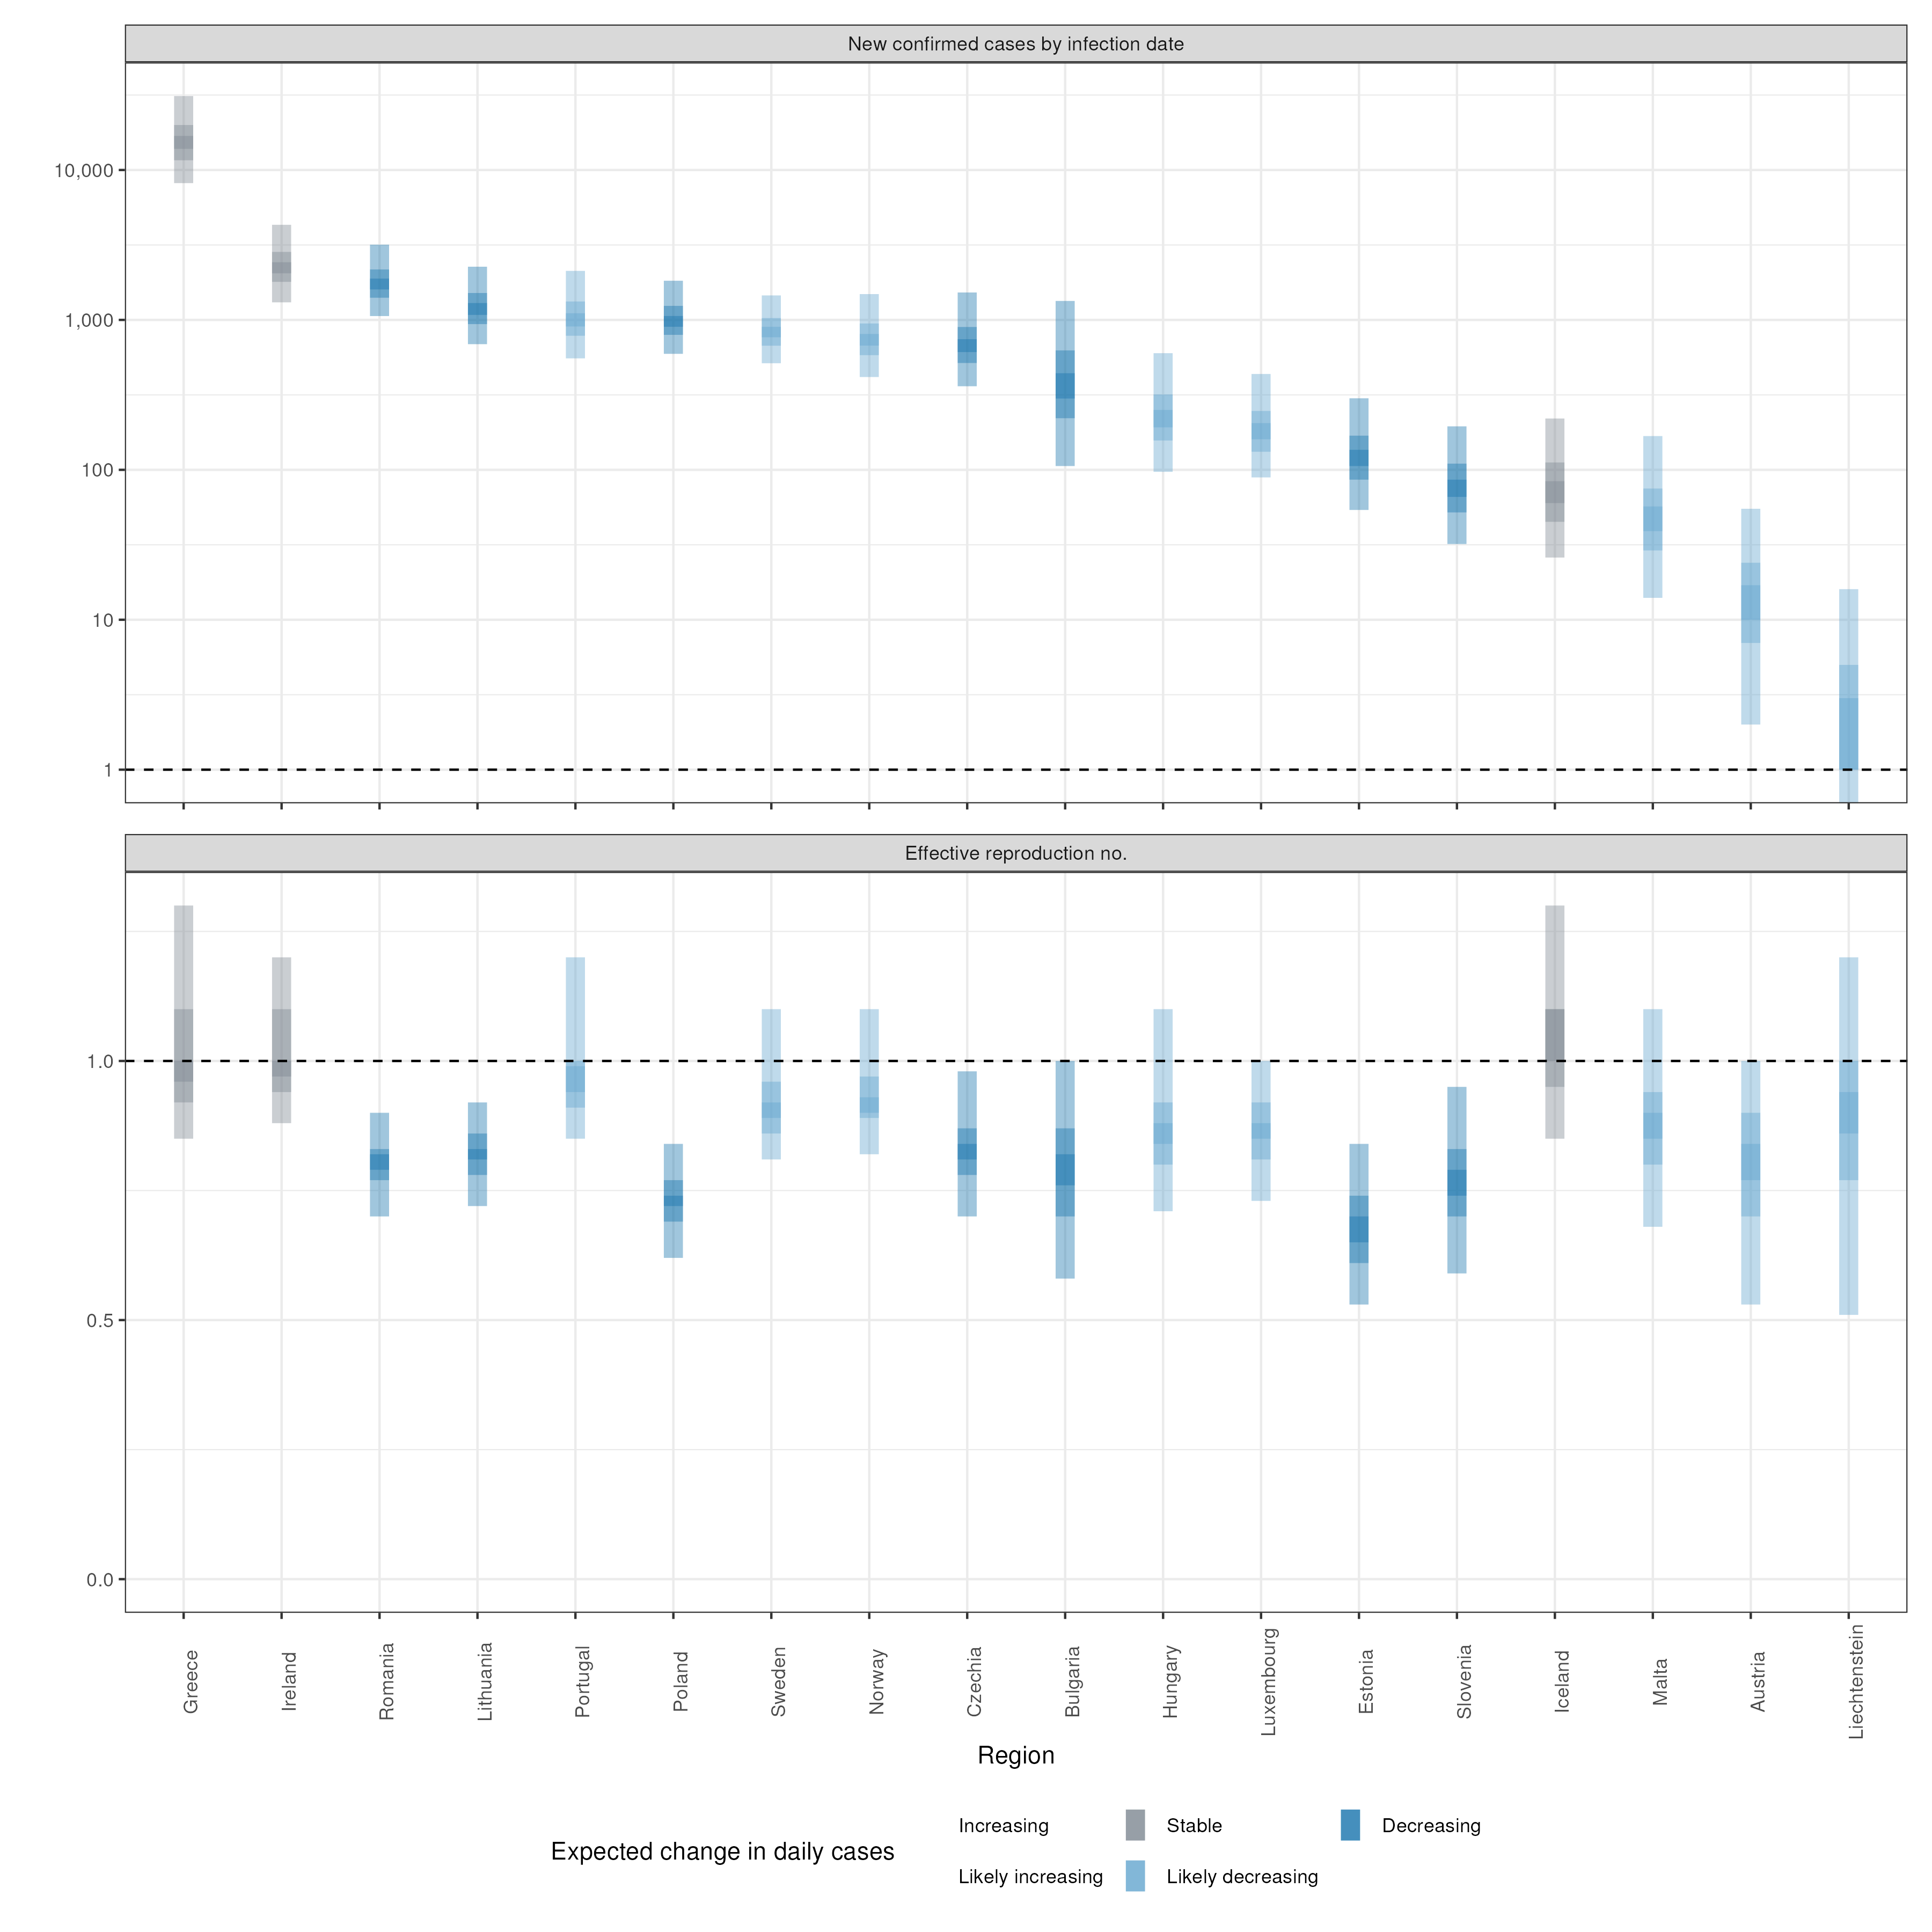 New confirmed cases by infection date
10,000
1,000
100
10
1
Effective reproduction no.
1.0
0.5
0.0
Greece
Ireland
Romania
Lithuania
Portugal
Poland
Sweden
Norway
Czechia
Bulgaria
Hungary
Luxembourg
Estonia
Slovenia
Iceland
Malta
Austria
Liechtenstein
Region
Expected change in daily cases
Increasing
Stable
Decreasing
Likely increasing
Likely decreasing